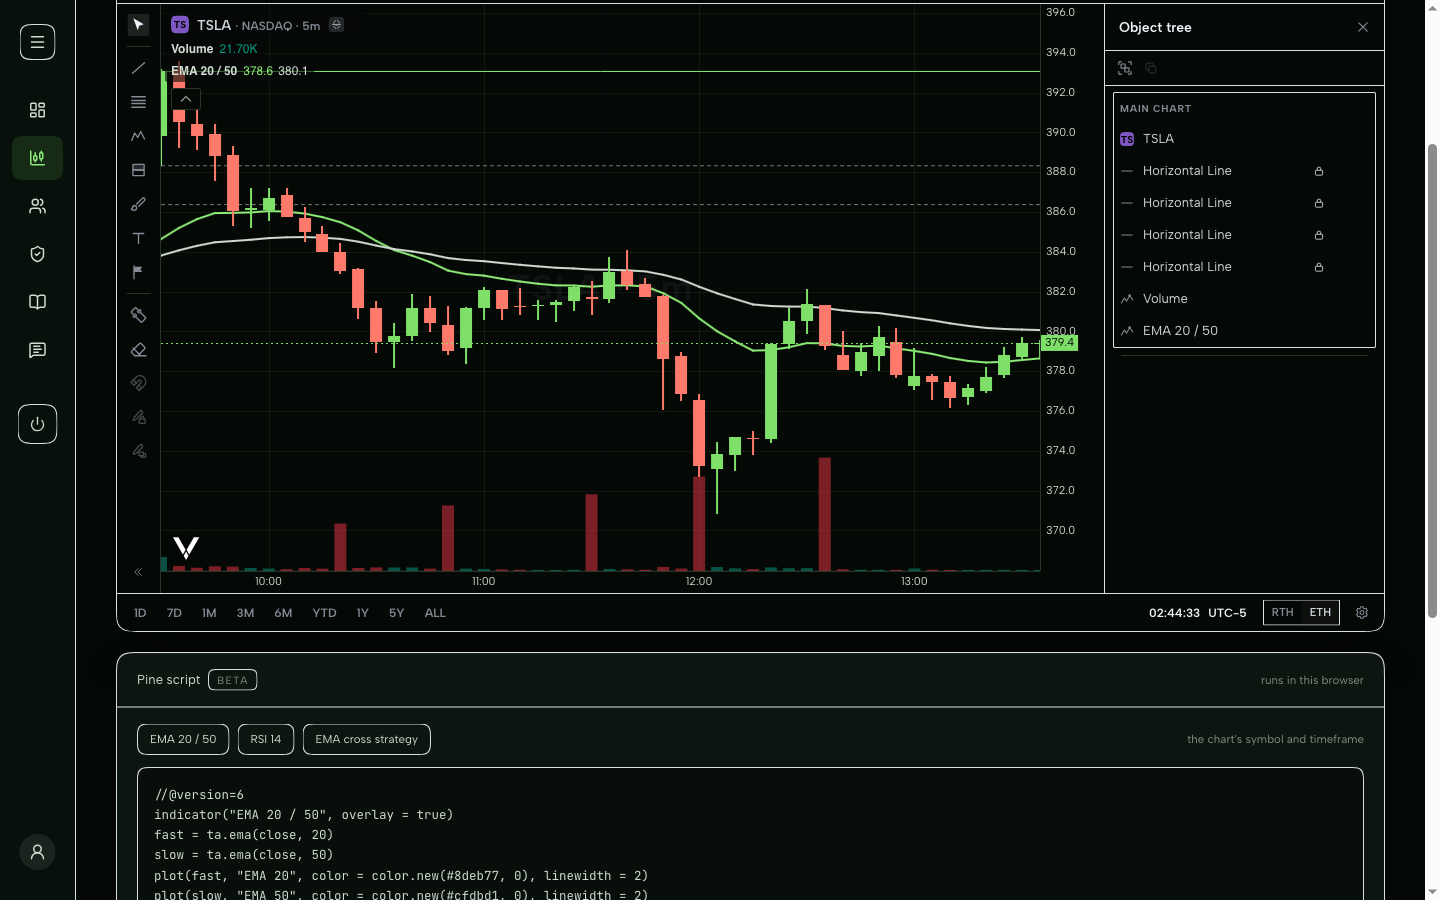 TS TSLA · NASDAQ · 5m
Volume 21.70K
EMA 20 / 50 378.6 380.1
396.0
394.0
392.0
390.0
388.0
386.0
384.0
382.0
380.0
379.4
378.0
376.0
374.0
372.0
370.0
10:00 11:00 12:00 13:00
1D 7D 1M 3M 6M YTD 1Y 5Y ALL
02:44:33 UTC-5 RTH ETH
Object tree
MAIN CHART
TS TSLA
Horizontal Line
Horizontal Line
Horizontal Line
Horizontal Line
Volume
EMA 20 / 50
Pine script BETA
runs in this browser
EMA 20 / 50 RSI 14 EMA cross strategy
the chart's symbol and timeframe
//@version=6
indicator("EMA 20 / 50", overlay = true)
fast = ta.ema(close, 20)
slow = ta.ema(close, 50)
plot(fast, "EMA 20", color = color.new(#8deb77, 0), linewidth = 2)
plot(slow, "EMA 50", color = color.new(#cfdbd1, 0), linewidth = 2)